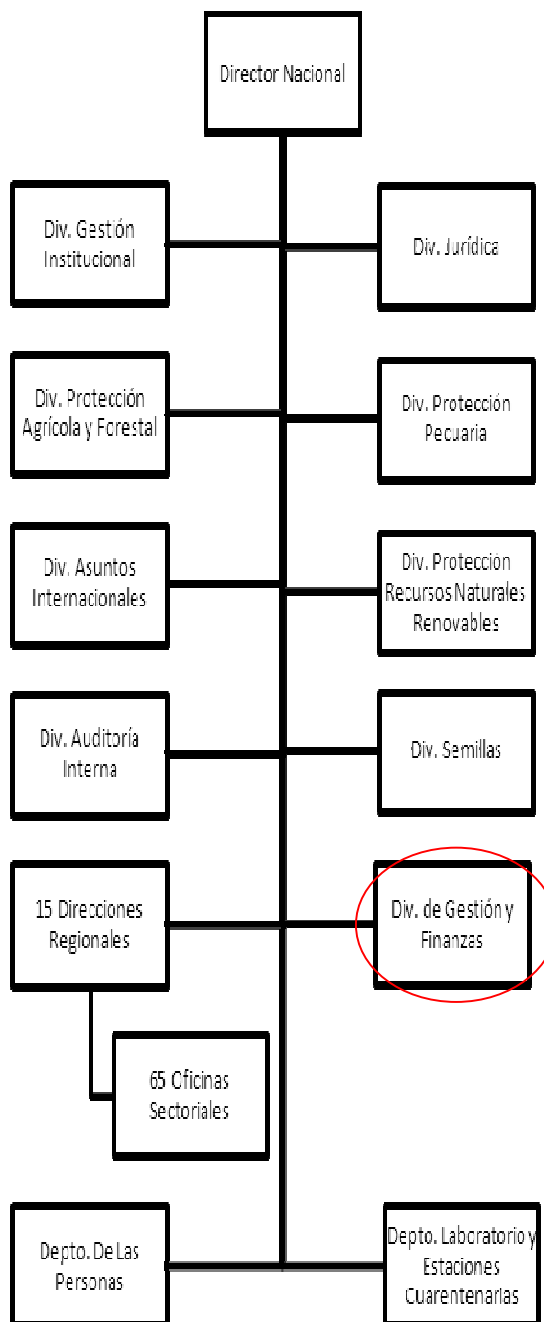 Director Nacional
Div. Gestión
Institucional
Div. Jurídica
Div. Protección
Agrícola y Forestal
Div. Protección
Pecuaria
Div. Asuntos
Internacionales
Div. Protección
Recursos Naturales
Renovables
Div. Auditoría
Interna
Div. Semillas
15 Direcciones
Regionales
Div. de Gestión y
Finanzas
65 Oficinas
Sectoriales
Depto. De Las
Personas
Depto. Laboratorio y
Estaciones
Cuarentenarias